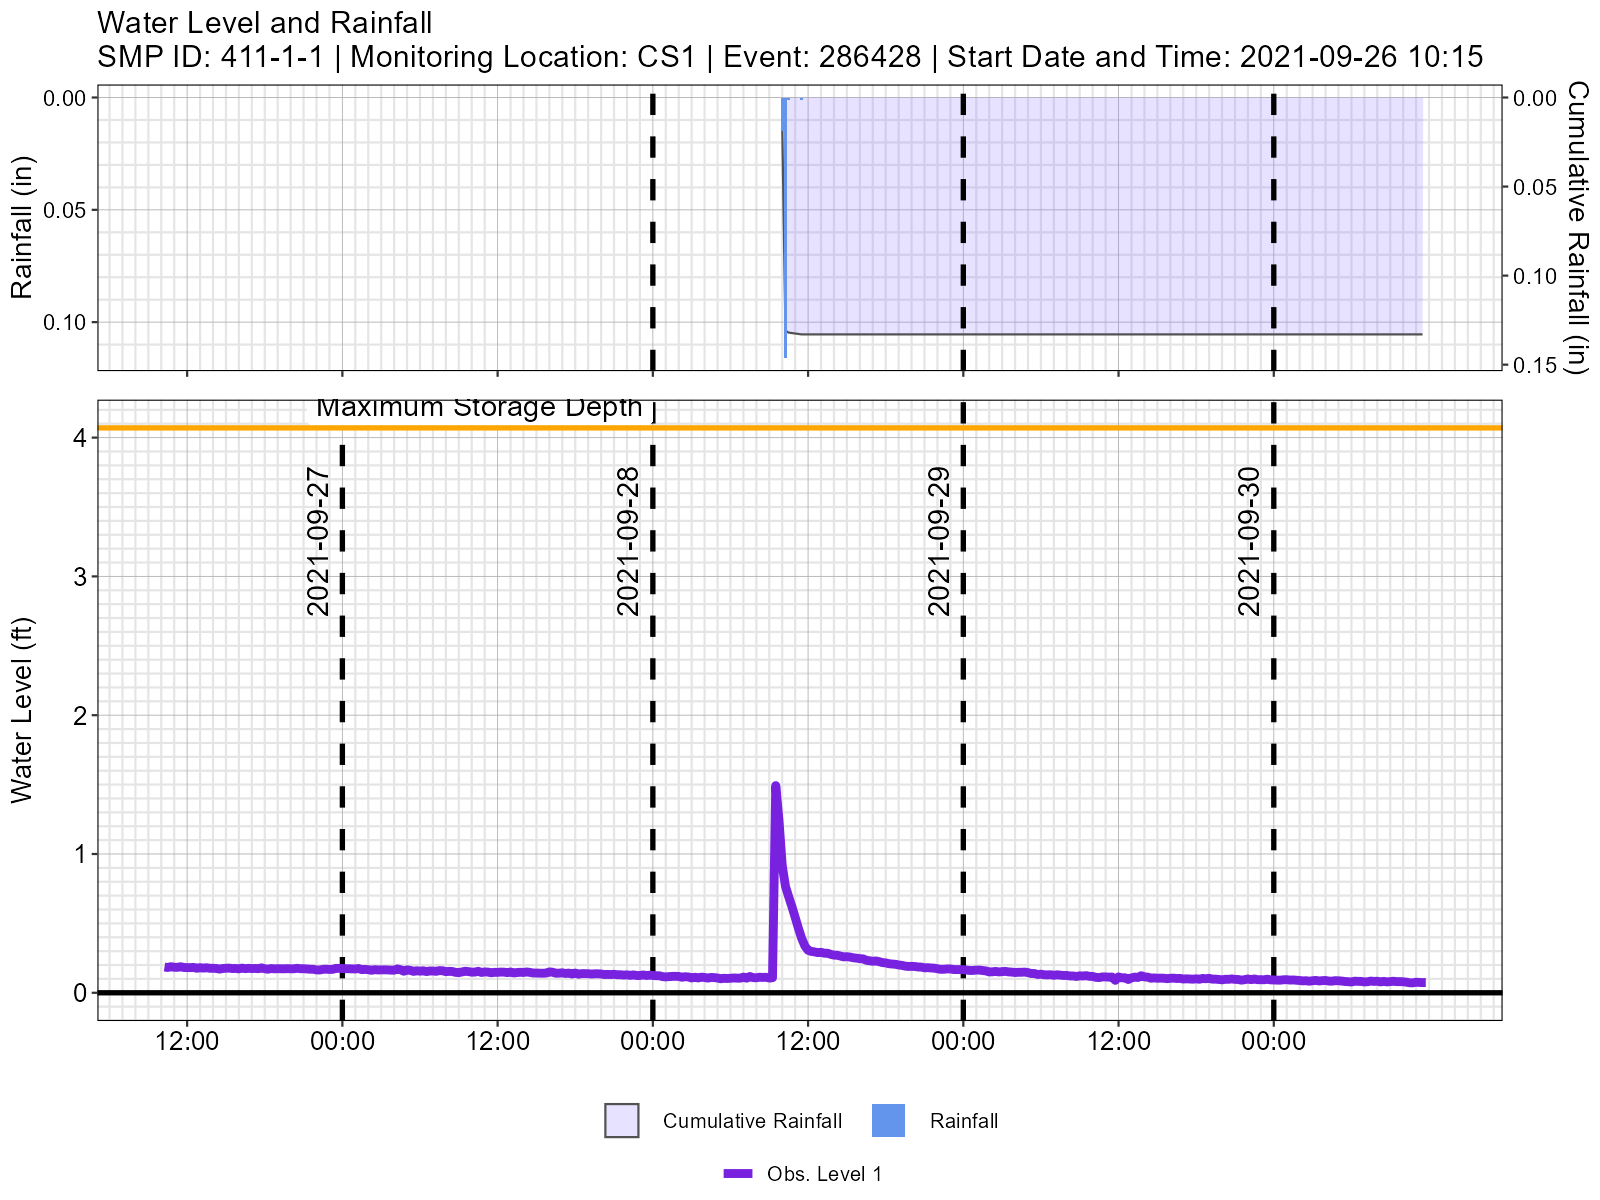 Water Level and Rainfall
SMP ID: 411-1-1 | Monitoring Location: CS1 | Event: 286428 | Start Date and Time: 2021-09-26 10:15
Rainfall (in)
0.00
0.05
0.10
0.00
0.05
0.10
0.15
Cumulative Rainfall (in)
Maximum Storage Depth
Water Level (ft)
4
3
2
1
0
2021-09-27
2021-09-28
2021-09-29
2021-09-30
12:00
00:00
12:00
00:00
12:00
00:00
12:00
00:00
Cumulative Rainfall
Rainfall
Obs. Level 1